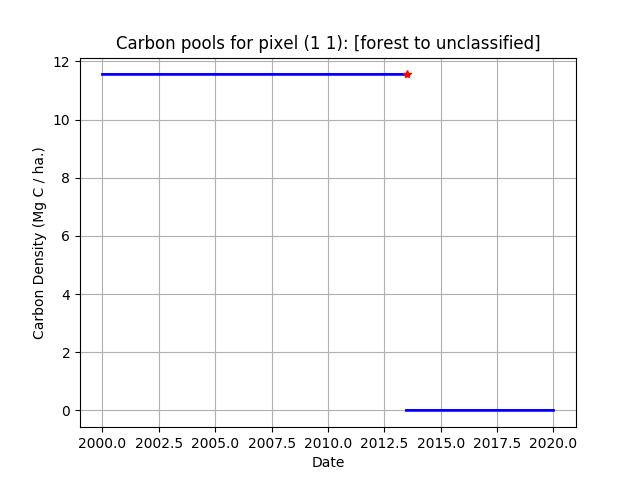 Carbon pools for pixel (1 1): [forest to unclassified]
12
10
8
6
4
2
0
Carbon Density (Mg C / ha.)
2000.0 2002.5 2005.0 2007.5 2010.0 2012.5 2015.0 2017.5 2020.0
Date